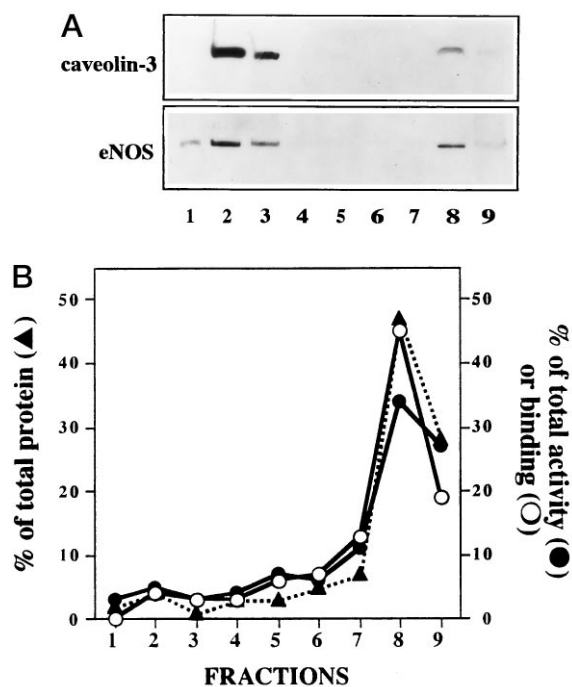 A
caveolin-3
eNOS
1 2 3 4 5 6 7 8 9
B
% of total protein (▲)
50
40
30
20
10
0
50
40
30
20
10
0
% of total activity (●)
or binding (○)
1 2 3 4 5 6 7 8 9
FRACTIONS